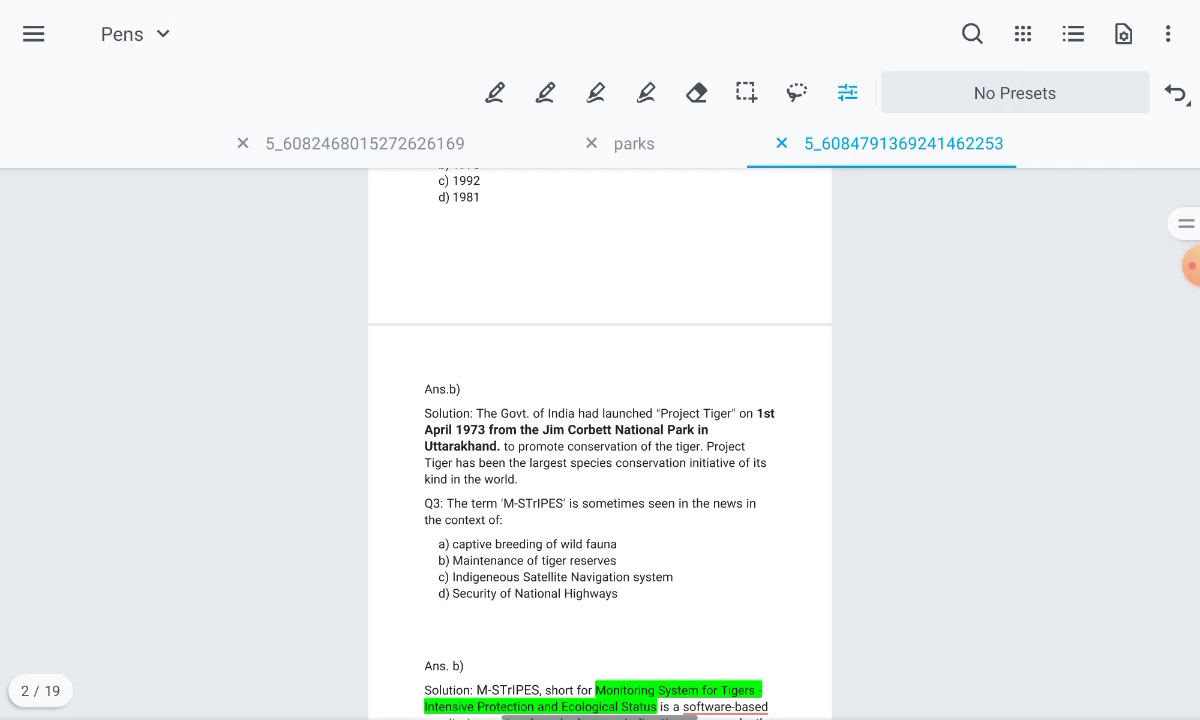 Pens
No Presets
5_6082468015272626169
parks
5_6084791369241462253
c) 1992
d) 1981
Ans.b)
Solution: The Govt. of India had launched “Project Tiger” on 1st
April 1973 from the Jim Corbett National Park in
Uttarakhand. to promote conservation of the tiger. Project
Tiger has been the largest species conservation initiative of its
kind in the world.
Q3: The term ‘M-STrIPES’ is sometimes seen in the news in
the context of:
a) captive breeding of wild fauna
b) Maintenance of tiger reserves
c) Indigeneous Satellite Navigation system
d) Security of National Highways
Ans. b)
Solution: M-STrIPES, short for Monitoring System for Tigers -
Intensive Protection and Ecological Status is a software-based
2 / 19